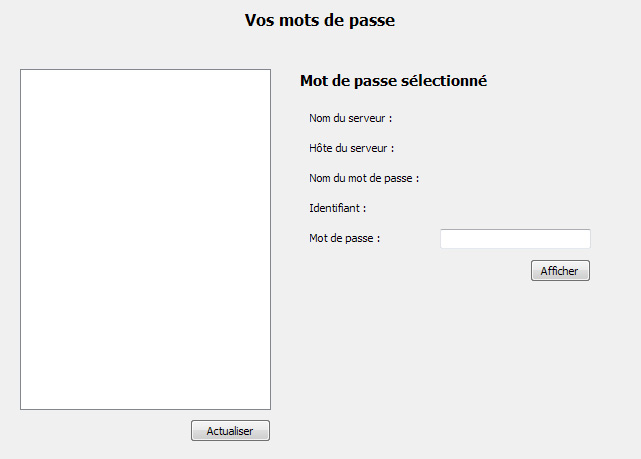 Vos mots de passe
Mot de passe sélectionné
Nom du serveur :
Hôte du serveur :
Nom du mot de passe :
Identifiant :
Mot de passe :
Afficher
Actualiser